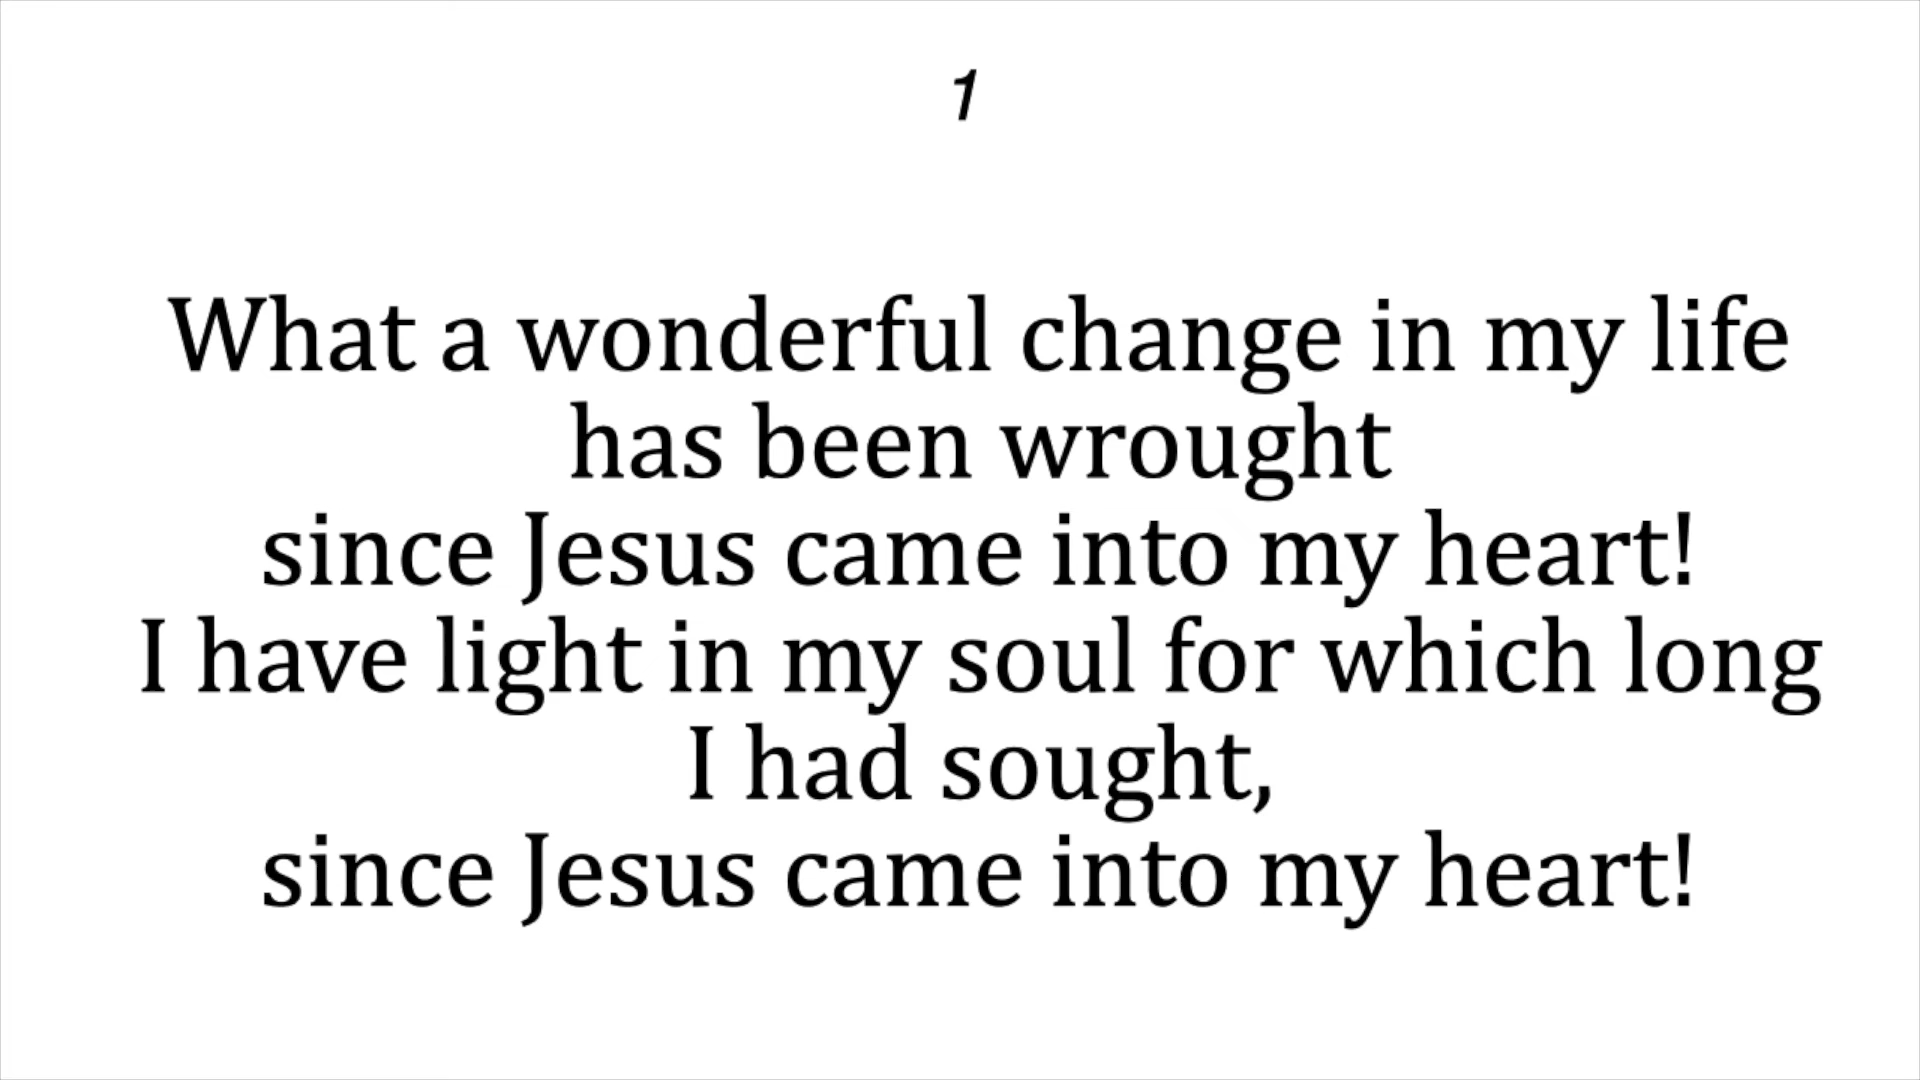 1
What a wonderful change in my life
has been wrought
since Jesus came into my heart!
I have light in my soul for which long
I had sought,
since Jesus came into my heart!